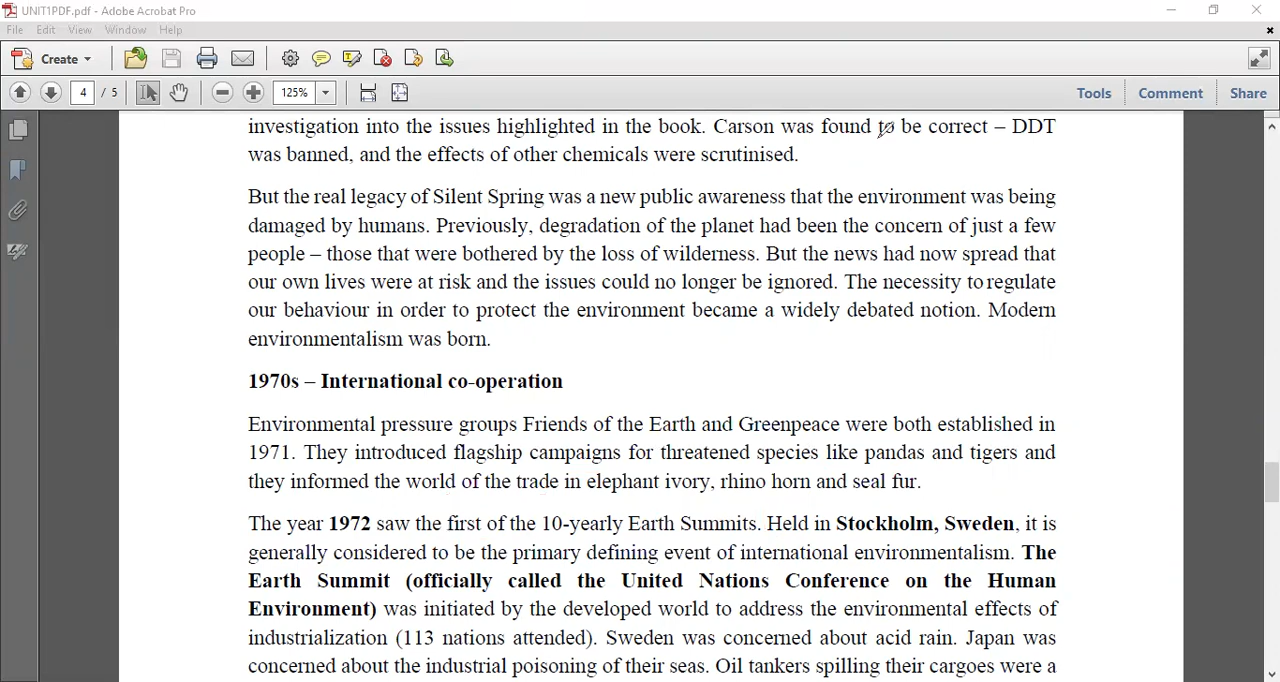 UNIT1PDF.pdf - Adobe Acrobat Pro
File Edit View Window Help
Create
4 / 5 125% Tools Comment Share
investigation into the issues highlighted in the book. Carson was found to be correct – DDT
was banned, and the effects of other chemicals were scrutinised.
But the real legacy of Silent Spring was a new public awareness that the environment was being
damaged by humans. Previously, degradation of the planet had been the concern of just a few
people – those that were bothered by the loss of wilderness. But the news had now spread that
our own lives were at risk and the issues could no longer be ignored. The necessity to regulate
our behaviour in order to protect the environment became a widely debated notion. Modern
environmentalism was born.
1970s – International co-operation
Environmental pressure groups Friends of the Earth and Greenpeace were both established in
1971. They introduced flagship campaigns for threatened species like pandas and tigers and
they informed the world of the trade in elephant ivory, rhino horn and seal fur.
The year 1972 saw the first of the 10-yearly Earth Summits. Held in Stockholm, Sweden, it is
generally considered to be the primary defining event of international environmentalism. The
Earth Summit (officially called the United Nations Conference on the Human
Environment) was initiated by the developed world to address the environmental effects of
industrialization (113 nations attended). Sweden was concerned about acid rain. Japan was
concerned about the industrial poisoning of their seas. Oil tankers spilling their cargoes were a